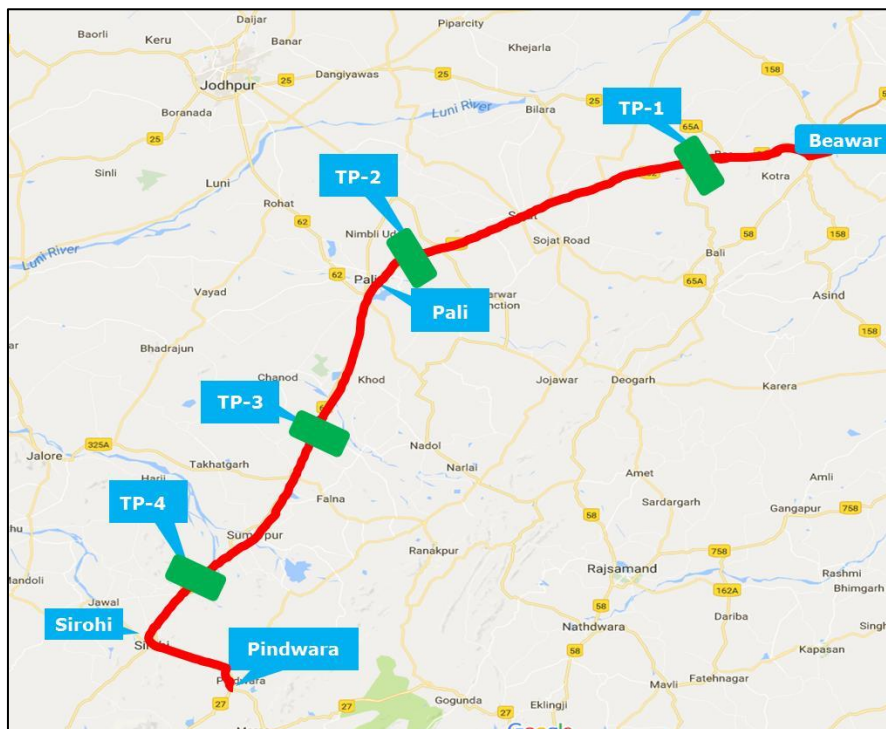 Piparcity
Daijar
Baorli
Keru
Banar
Khejarla
158
158
25
Dangiyawas
25
Jodhpur
Luni River
Bilara
25
TP-1
65A
Boranada
Beawar
25
Kotra
Sinli
Luni
TP-2
Rohat
62
Nimbli
Sojat Road
Bali
58
158
Luni River
62
Pali
65A
Asind
Vayad
Pali
158
Bhadrajun
Chanod
Khod
Jojawar
Deogarh
Karera
TP-3
325A
Nadol
Jalore
Takhatgarh
Narlai
Amet
Amli
TP-4
Falna
Sardargarh
Gangapur
758
58
Ranakpur
758
Mandoli
Rajsamand
Rashmi
Jawal
162A
Bhimgarh
58
Dariba
Sirohi
Nathdwara
Pindwara
58
Kapasan
Mavli
Fatehnagar
27
Gogunda
27
Eklingji